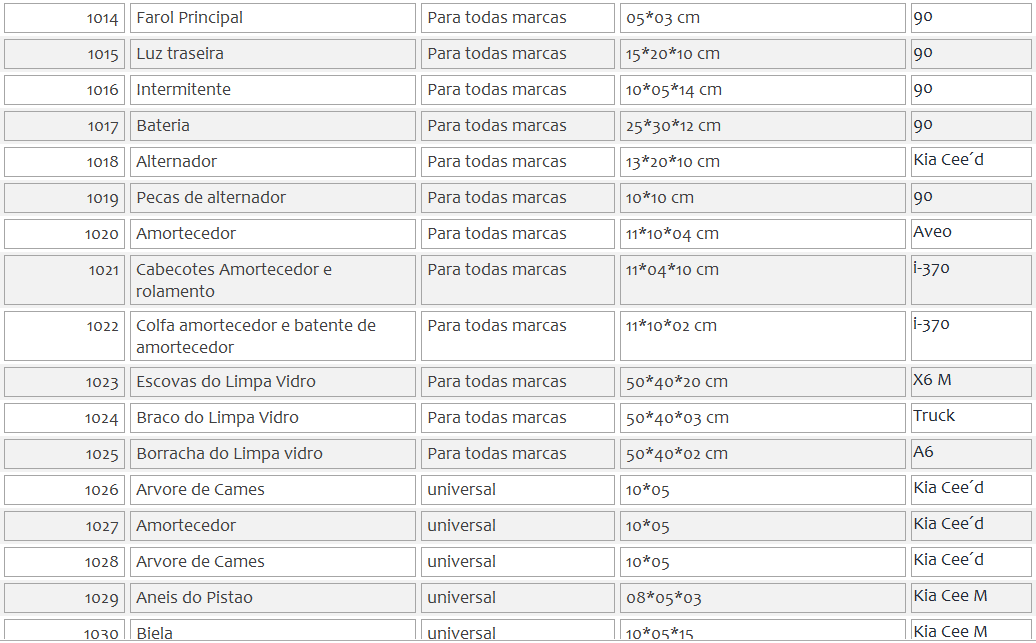 1014 Farol Principal Para todas marcas 05*03 cm 90
1015 Luz traseira Para todas marcas 15*20*10 cm 90
1016 Intermitente Para todas marcas 10*05*14 cm 90
1017 Bateria Para todas marcas 25*30*12 cm 90
1018 Alternador Para todas marcas 13*20*10 cm Kia Cee´d
1019 Pecas de alternador Para todas marcas 10*10 cm 90
1020 Amortecedor Para todas marcas 11*10*04 cm Aveo
1021 Cabecotes Amortecedor e Para todas marcas 11*04*10 cm i-370
rolamento
1022 Colfa amortecedor e batente de Para todas marcas 11*10*02 cm i-370
amortecedor
1023 Escovas do Limpa Vidro Para todas marcas 50*40*20 cm X6 M
1024 Braco do Limpa Vidro Para todas marcas 50*40*03 cm Truck
1025 Borracha do Limpa vidro Para todas marcas 50*40*02 cm A6
1026 Arvore de Cames universal 10*05 Kia Cee´d
1027 Amortecedor universal 10*05 Kia Cee´d
1028 Arvore de Cames universal 10*05 Kia Cee´d
1029 Aneis do Pistao universal 08*05*03 Kia Cee M
1030 Biela universal 10*05*15 Kia Cee M